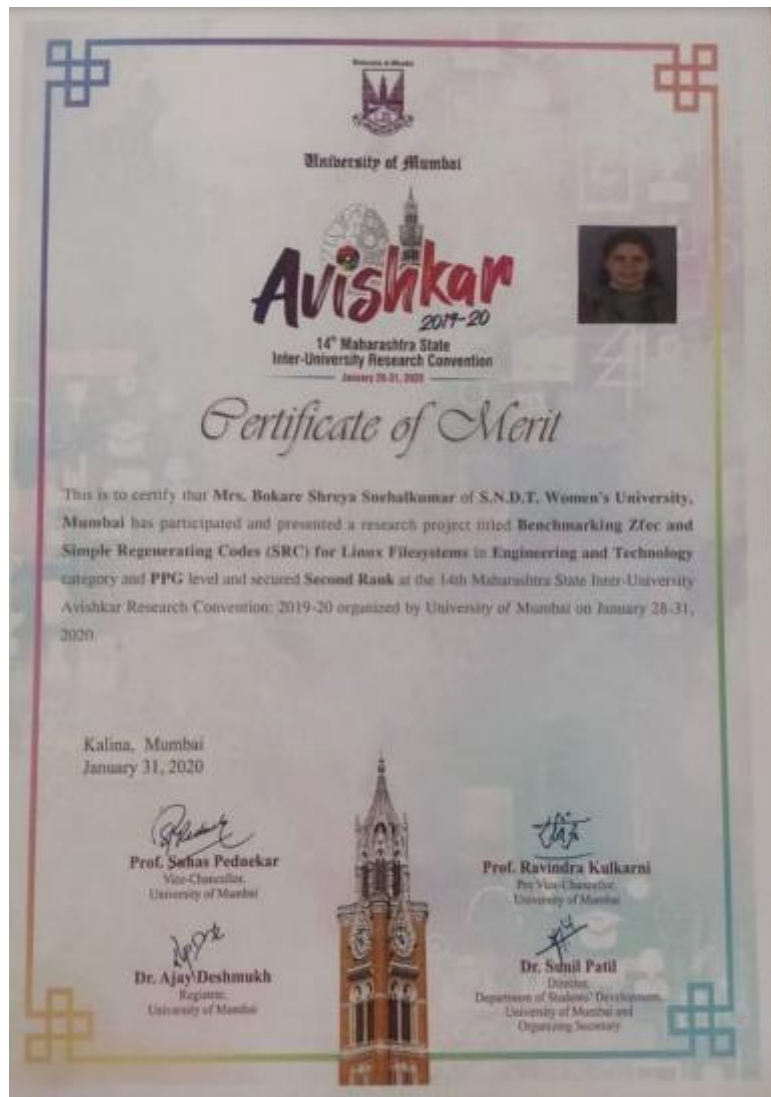 University of Mumbai
University of Mumbai
Avishkar
2019-20
14th Maharashtra State
Inter-University Research Convention
January 28-31, 2020
Certificate of Merit
This is to certify that Mrs. Bokare Shreya Snehalkumar of S.N.D.T. Women's University,
Mumbai has participated and presented a research project titled Benchmarking Zfec and
Simple Regenerating Codes (SRC) for Linux Filesystems in Engineering and Technology
category and PPG level and secured Second Rank at the 14th Maharashtra State Inter-University
Avishkar Research Convention: 2019-20 organized by University of Mumbai on January 28-31,
2020.
Kalina, Mumbai
January 31, 2020
Prof. Suhas Pednekar
Vice-Chancellor,
University of Mumbai
Prof. Ravindra Kulkarni
Pro Vice-Chancellor,
University of Mumbai
Dr. Ajay Deshmukh
Registrar,
University of Mumbai
Dr. Sunil Patil
Director,
Department of Students' Development,
University of Mumbai and
Organizing Secretary